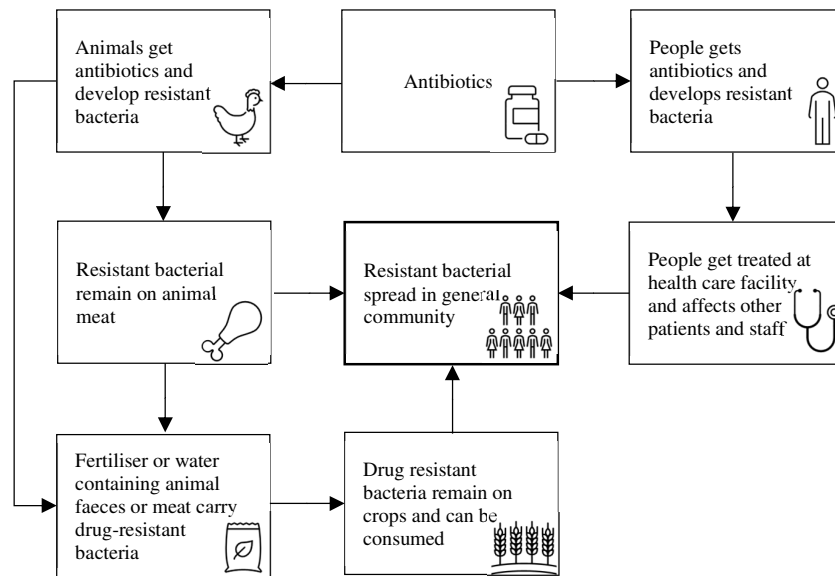 Animals get
antibiotics and
develop resistant
bacteria
Antibiotics
People gets
antibiotics and
develops resistant
bacteria
Resistant bacterial
remain on animal
meat
Resistant bacterial
spread in general
community
People get treated at
health care facility
and affects other
patients and staff
Fertiliser or water
containing animal
faeces or meat carry
drug-resistant
bacteria
Drug resistant
bacteria remain on
crops and can be
consumed